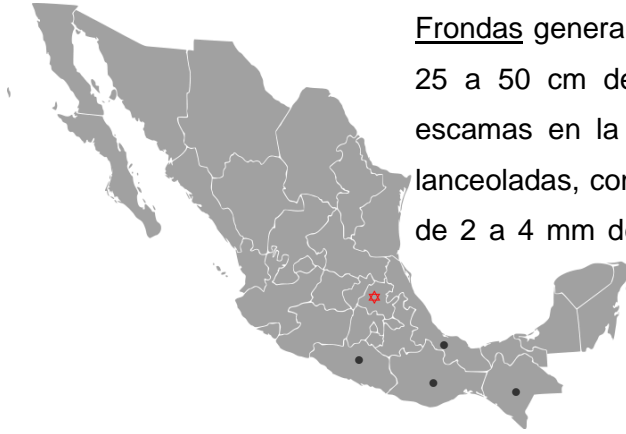 Frondas genera
25 a 50 cm de
escamas en la
lanceoladas, con
de 2 a 4 mm de